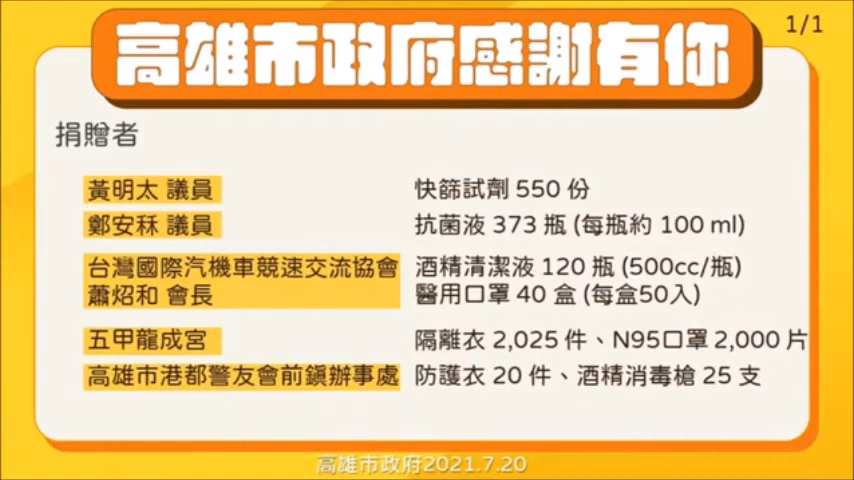 1/1
高雄市政府感謝有你
捐贈者
黃明太 議員 快篩試劑 550 份
鄭安秝 議員 抗菌液 373 瓶 (每瓶約 100 ml)
台灣國際汽機車競速交流協會 酒精清潔液 120 瓶 (500cc/瓶)
蕭炤和 會長 醫用口罩 40 盒 (每盒50入)
五甲龍成宮 隔離衣 2,025 件、N95口罩 2,000 片
高雄市港都警友會前鎮辦事處 防護衣 20 件、酒精消毒槍 25 支
高雄市政府2021.7.20